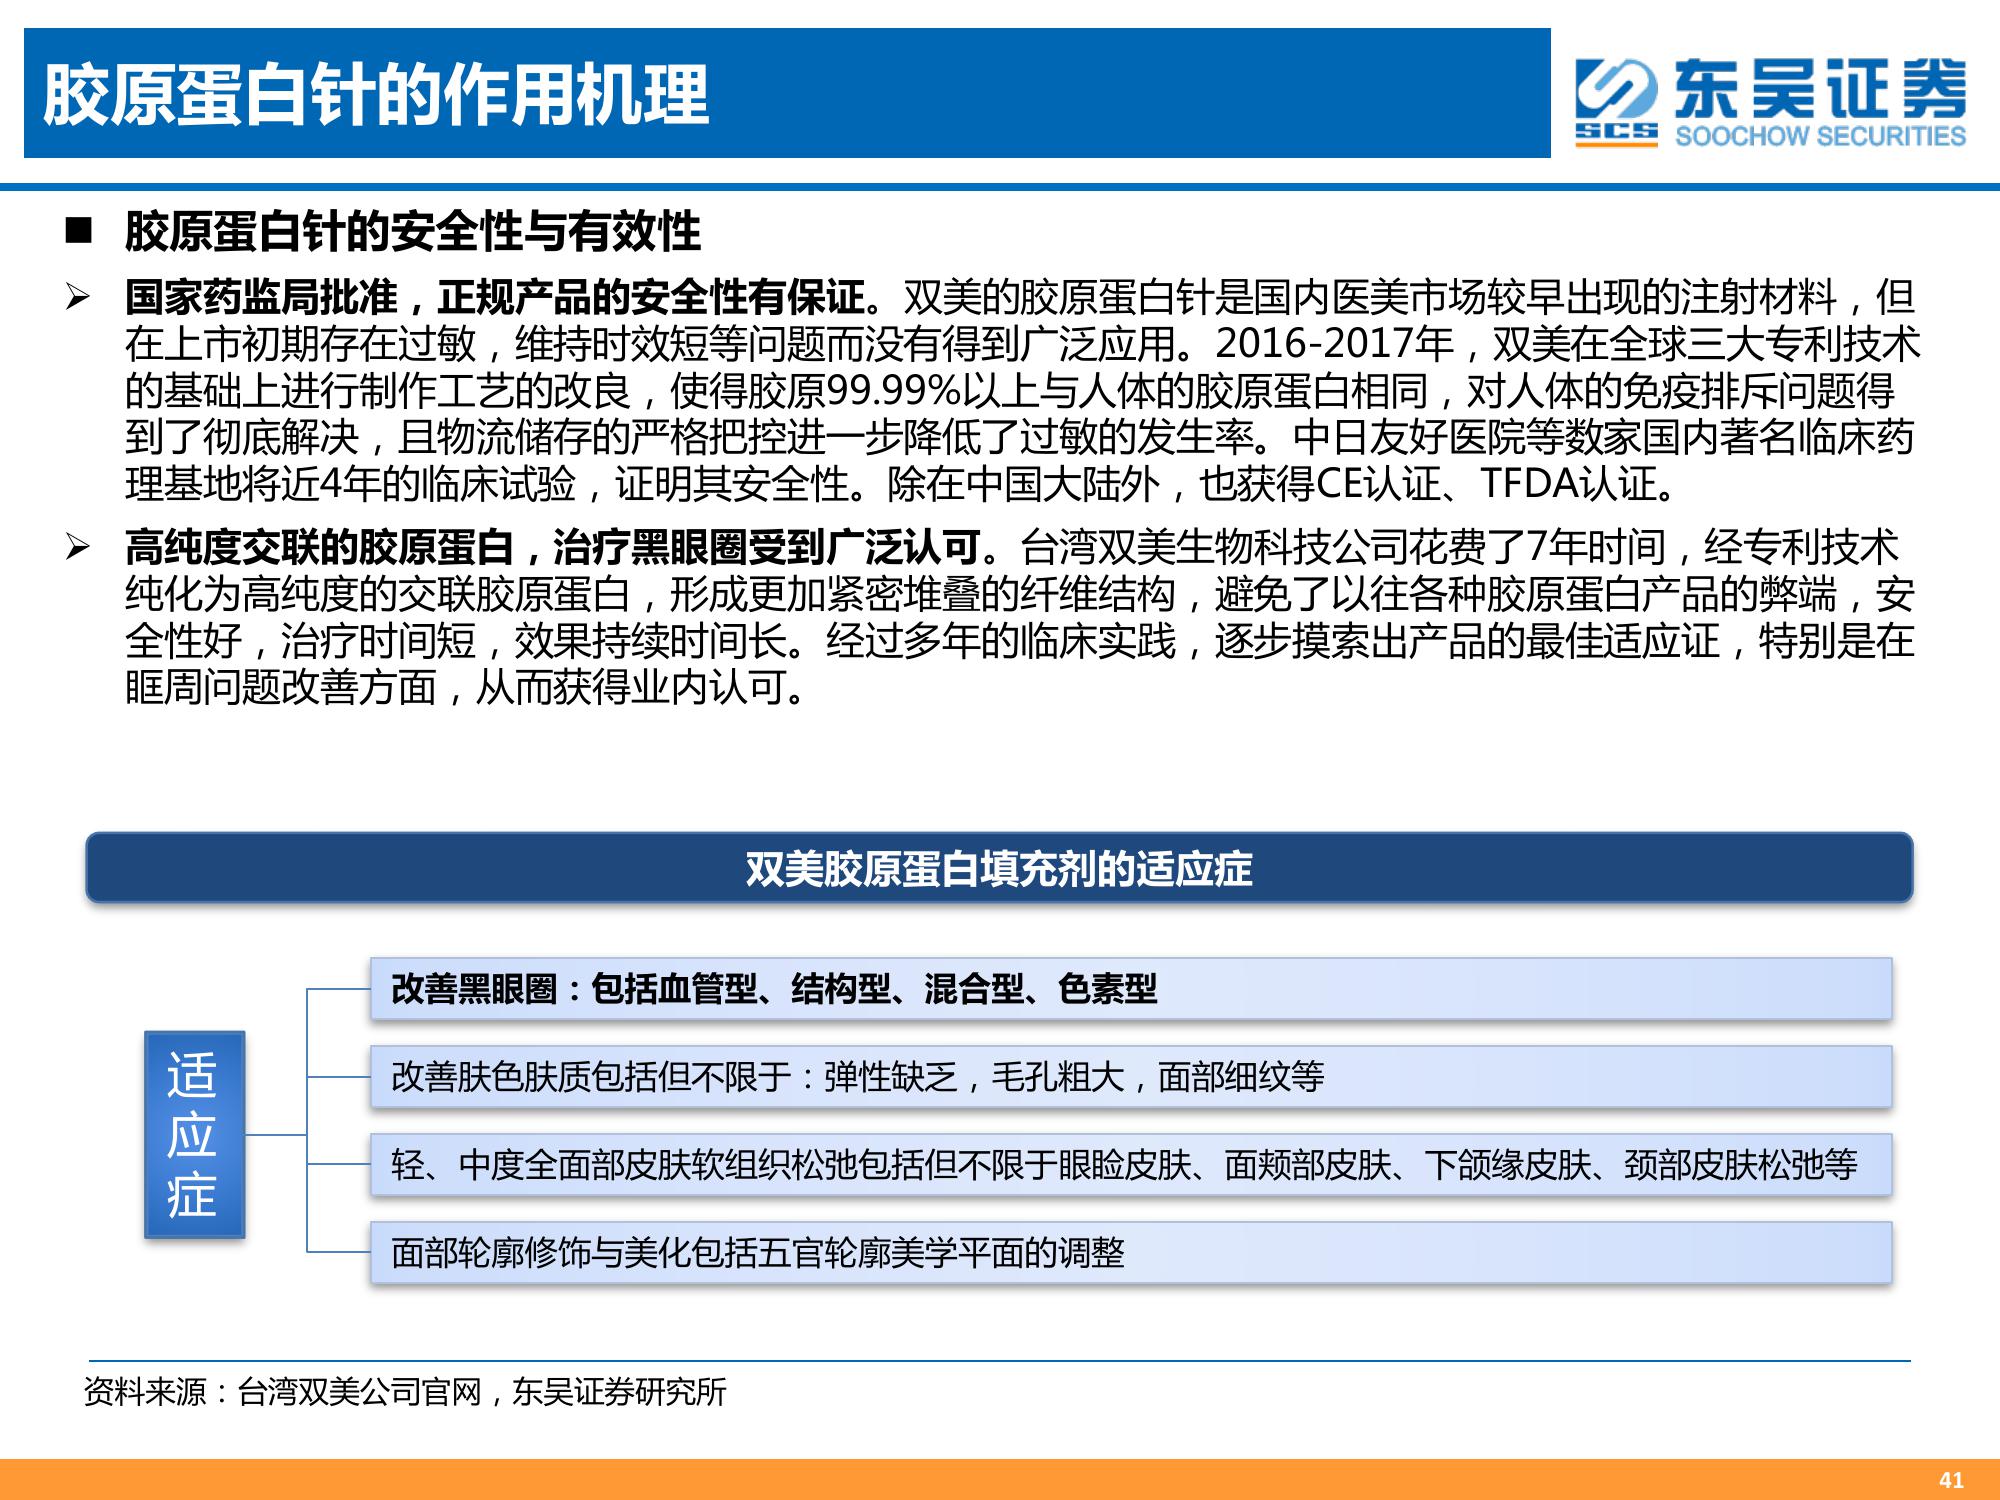 胶原蛋白针的作用机理
SCS
东吴证券
SOOCHOW SECURITIES
■ 胶原蛋白针的安全性与有效性
➢ 国家药监局批准，正规产品的安全性有保证。双美的胶原蛋白针是国内医美市场较早出现的注射材料，但
在上市初期存在过敏，维持时效短等问题而没有得到广泛应用。2016-2017年，双美在全球三大专利技术
的基础上进行制作工艺的改良，使得胶原99.99%以上与人体的胶原蛋白相同，对人体的免疫排斥问题得
到了彻底解决，且物流储存的严格把控进一步降低了过敏的发生率。中日友好医院等数家国内著名临床药
理基地将近4年的临床试验，证明其安全性。除在中国大陆外，也获得CE认证、TFDA认证。
➢ 高纯度交联的胶原蛋白，治疗黑眼圈受到广泛认可。台湾双美生物科技公司花费了7年时间，经专利技术
纯化为高纯度的交联胶原蛋白，形成更加紧密堆叠的纤维结构，避免了以往各种胶原蛋白产品的弊端，安
全性好，治疗时间短，效果持续时间长。经过多年的临床实践，逐步摸索出产品的最佳适应证，特别是在
眶周问题改善方面，从而获得业内认可。
双美胶原蛋白填充剂的适应症
适应症
改善黑眼圈：包括血管型、结构型、混合型、色素型
改善肤色肤质包括但不限于：弹性缺乏，毛孔粗大，面部细纹等
轻、中度全面部皮肤软组织松弛包括但不限于眼睑皮肤、面颊部皮肤、下颌缘皮肤、颈部皮肤松弛等
面部轮廓修饰与美化包括五官轮廓美学平面的调整
资料来源：台湾双美公司官网，东吴证券研究所
41